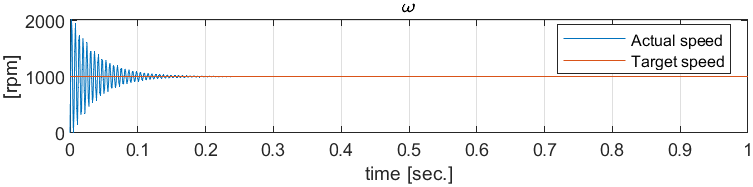 ω
2000
1000
0
[rpm]
Actual speed
Target speed
0 0.1 0.2 0.3 0.4 0.5 0.6 0.7 0.8 0.9 1
time [sec.]